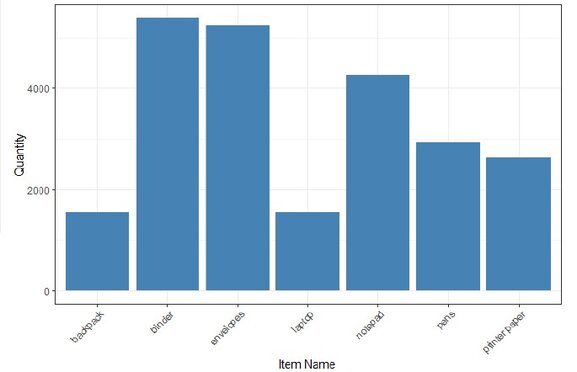 Quantity
4000
2000
0
backpack
binder
envelopes
laptop
notepad
pens
printer paper
Item Name